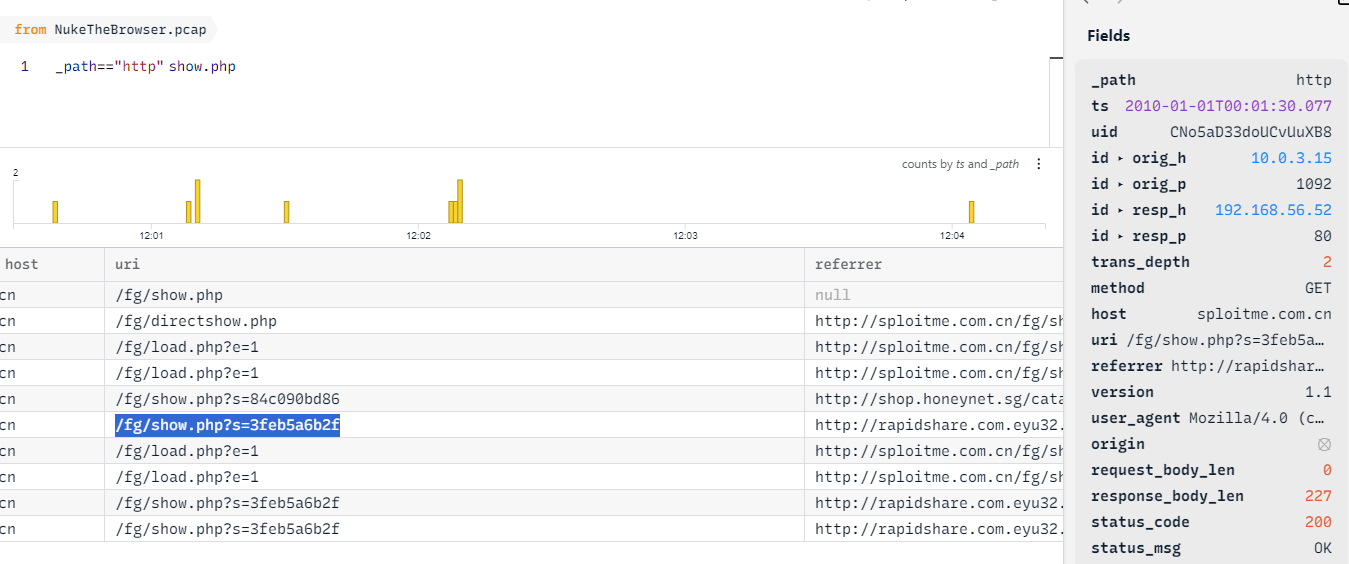 from NukeTheBrowser.pcap
1 _path=="http" show.php
counts by ts and _path
2
12:01 12:02 12:03 12:04
host uri referrer
cn /fg/show.php null
cn /fg/directshow.php http://sploitme.com.cn/fg/sh
cn /fg/load.php?e=1 http://sploitme.com.cn/fg/sh
cn /fg/load.php?e=1 http://sploitme.com.cn/fg/sh
cn /fg/show.php?s=84c090bd86 http://shop.honeynet.sg/cata
cn /fg/show.php?s=3feb5a6b2f http://rapidshare.com.eyu32.
cn /fg/load.php?e=1 http://sploitme.com.cn/fg/sh
cn /fg/load.php?e=1 http://sploitme.com.cn/fg/sh
cn /fg/show.php?s=3feb5a6b2f http://rapidshare.com.eyu32.
cn /fg/show.php?s=3feb5a6b2f http://rapidshare.com.eyu32.
Fields
_path http
ts 2010-01-01T00:01:30.077
uid CNo5aD33doUCvUuXB8
id ▸ orig_h 10.0.3.15
id ▸ orig_p 1092
id ▸ resp_h 192.168.56.52
id ▸ resp_p 80
trans_depth 2
method GET
host sploitme.com.cn
uri /fg/show.php?s=3feb5a…
referrer http://rapidshar…
version 1.1
user_agent Mozilla/4.0 (c…
origin
request_body_len 0
response_body_len 227
status_code 200
status_msg OK